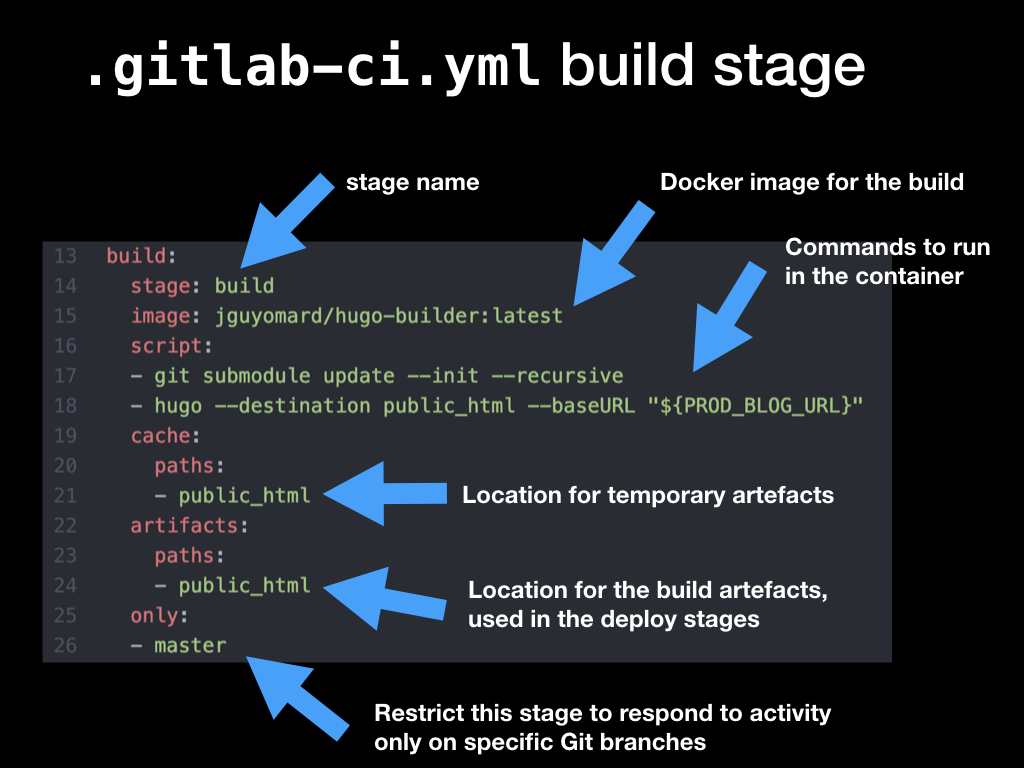 .gitlab-ci.yml build stage
stage name
Docker image for the build
Commands to run
in the container
13 build:
14 stage: build
15 image: jguyomard/hugo-builder:latest
16 script:
17 - git submodule update --init --recursive
18 - hugo --destination public_html --baseURL "${PROD_BLOG_URL}"
19 cache:
20 paths:
21 - public_html
Location for temporary artefacts
22 artifacts:
23 paths:
24 - public_html
Location for the build artefacts,
used in the deploy stages
25 only:
26 - master
Restrict this stage to respond to activity
only on specific Git branches